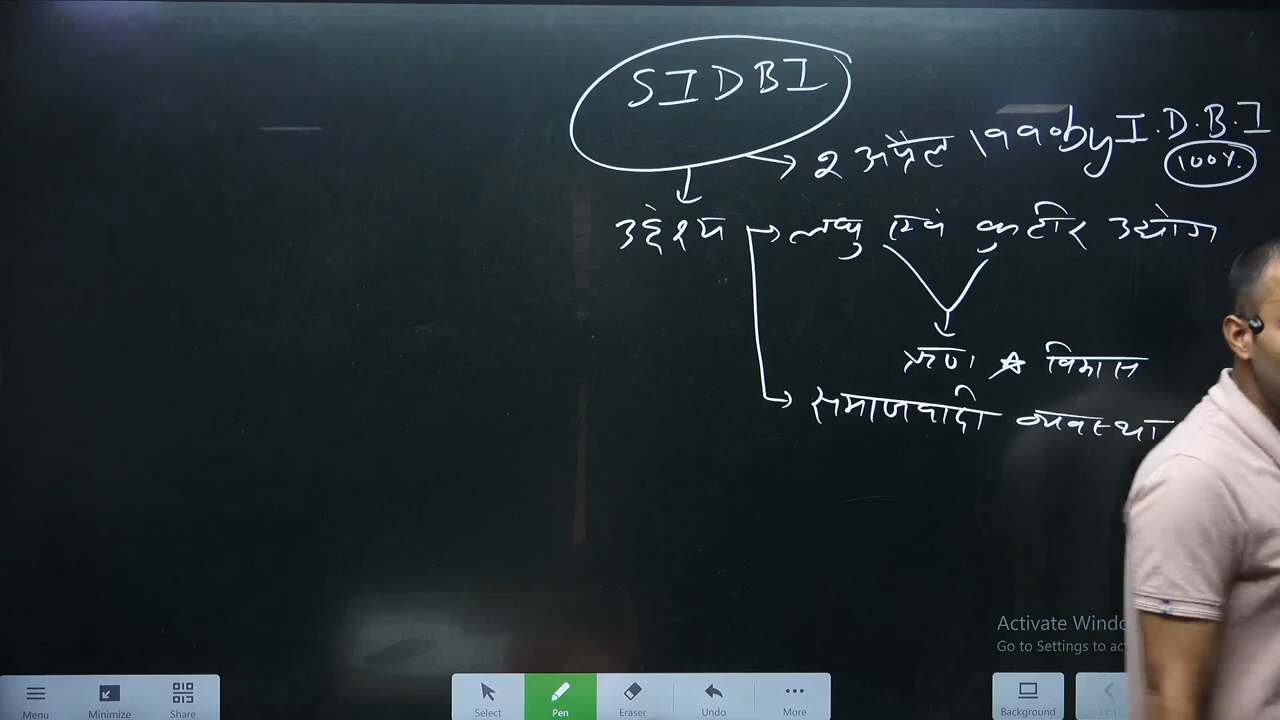 SIDBI
२ अप्रैल 1990 by I.D.B.I
100%
उद्देश्य → लघु एवं कुटीर उद्योग
ऋण विकास
समाजवादी व्यवस्था
Activate Windo
Go to Settings to ac
Menu Minimize Share Select Pen Eraser Undo More Background